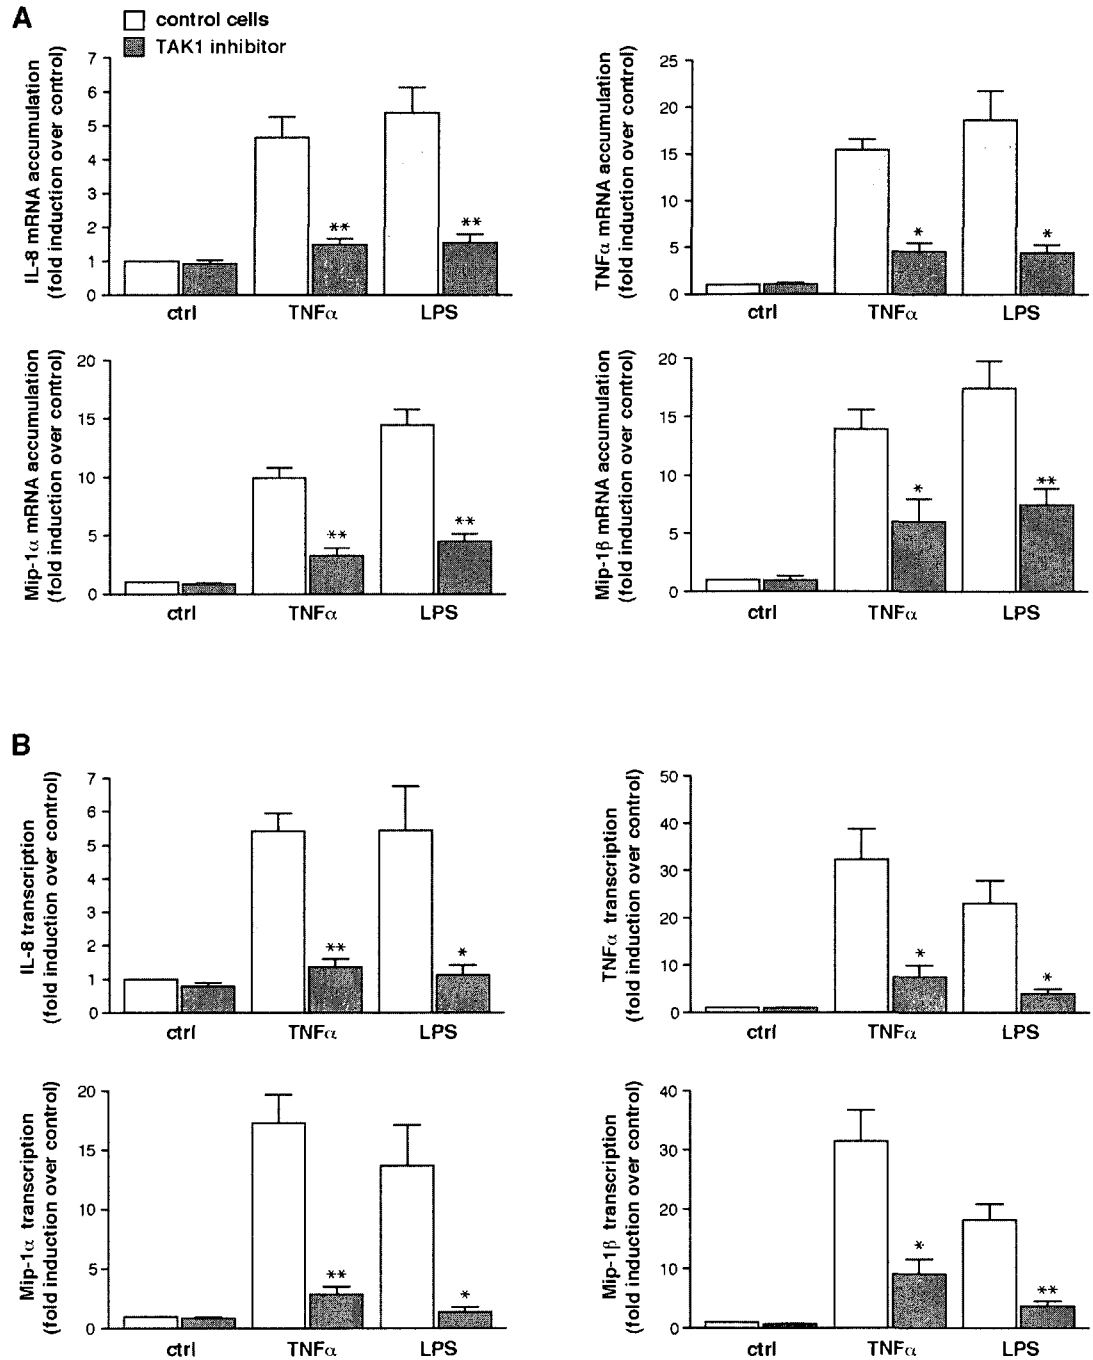 A
control cells
TAK1 inhibitor
IL-8 mRNA accumulation
(fold induction over control)
7
6
5
4
3
2
1
0
** **
ctrl TNFα LPS
TNFα mRNA accumulation
(fold induction over control)
25
20
15
10
5
0
* *
ctrl TNFα LPS
Mip-1α mRNA accumulation
(fold induction over control)
20
15
10
5
0
** **
ctrl TNFα LPS
Mip-1β mRNA accumulation
(fold induction over control)
20
15
10
5
0
* **
ctrl TNFα LPS
B
IL-8 transcription
(fold induction over control)
7
6
5
4
3
2
1
0
** *
ctrl TNFα LPS
TNFα transcription
(fold induction over control)
50
40
30
20
10
0
* *
ctrl TNFα LPS
Mip-1α transcription
(fold induction over control)
20
15
10
5
0
** *
ctrl TNFα LPS
Mip-1β transcription
(fold induction over control)
40
30
20
10
0
* **
ctrl TNFα LPS